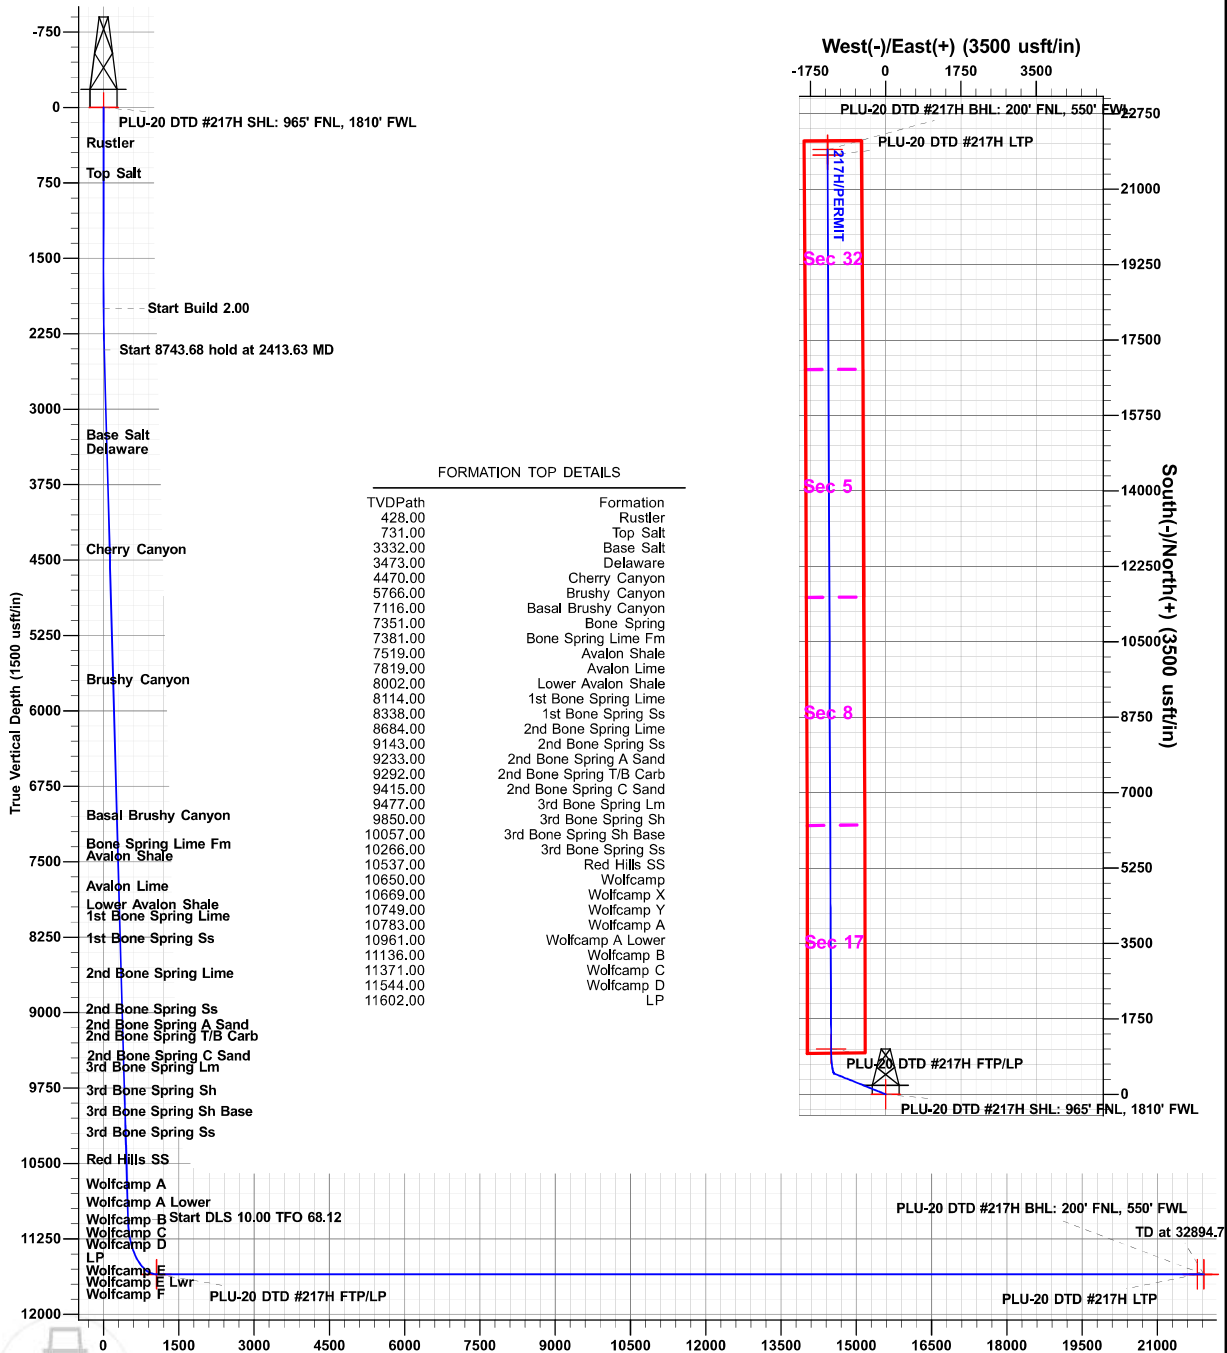 -750
0
750
1500
2250
3000
3750
4500
5250
6000
6750
7500
8250
9000
9750
10500
11250
12000
True Vertical Depth (1500 usft/in)
PLU-20 DTD #217H SHL: 965' FNL, 1810' FWL
Rustler
Top Salt
Start Build 2.00
Start 8743.68 hold at 2413.63 MD
Base Salt
Delaware
Cherry Canyon
Brushy Canyon
Basal Brushy Canyon
Bone Spring Lime Fm
Avalon Shale
Avalon Lime
Lower Avalon Shale
1st Bone Spring Lime
1st Bone Spring Ss
2nd Bone Spring Lime
2nd Bone Spring Ss
2nd Bone Spring A Sand
2nd Bone Spring T/B Carb
2nd Bone Spring C Sand
3rd Bone Spring Lm
3rd Bone Spring Sh
3rd Bone Spring Sh Base
3rd Bone Spring Ss
Red Hills SS
Wolfcamp A
Wolfcamp A Lower
Wolfcamp B
Start DLS 10.00 TFO 68.12
Wolfcamp C
Wolfcamp D
LP
Wolfcamp E
Wolfcamp E Lwr
Wolfcamp F
PLU-20 DTD #217H FTP/LP
PLU-20 DTD #217H BHL: 200' FNL, 550' FWL
TD at 32894.7
PLU-20 DTD #217H LTP
0 1500 3000 4500 6000 7500 9000 10500 12000 13500 15000 16500 18000 19500 21000
FORMATION TOP DETAILS
TVDPath Formation
428.00 Rustler
731.00 Top Salt
3332.00 Base Salt
3473.00 Delaware
4470.00 Cherry Canyon
5766.00 Brushy Canyon
7116.00 Basal Brushy Canyon
7351.00 Bone Spring
7381.00 Bone Spring Lime Fm
7519.00 Avalon Shale
7819.00 Avalon Lime
8002.00 Lower Avalon Shale
8114.00 1st Bone Spring Lime
8338.00 1st Bone Spring Ss
8684.00 2nd Bone Spring Lime
9143.00 2nd Bone Spring Ss
9233.00 2nd Bone Spring A Sand
9292.00 2nd Bone Spring T/B Carb
9415.00 2nd Bone Spring C Sand
9477.00 3rd Bone Spring Lm
9850.00 3rd Bone Spring Sh
10057.00 3rd Bone Spring Sh Base
10266.00 3rd Bone Spring Ss
10537.00 Red Hills SS
10650.00 Wolfcamp
10669.00 Wolfcamp X
10749.00 Wolfcamp Y
10783.00 Wolfcamp A
10961.00 Wolfcamp A Lower
11136.00 Wolfcamp B
11371.00 Wolfcamp C
11544.00 Wolfcamp D
11602.00 LP
West(-)/East(+) (3500 usft/in)
-1750 0 1750 3500
PLU-20 DTD #217H BHL: 200' FNL, 550' FWL
PLU-20 DTD #217H LTP
217H/PERMIT
Sec 32
Sec 5
Sec 8
Sec 17
PLU-20 DTD #217H FTP/LP
PLU-20 DTD #217H SHL: 965' FNL, 1810' FWL
22750
21000
19250
17500
15750
14000
12250
10500
8750
7000
5250
3500
1750
0
South(-)/North(+) (3500 usft/in)